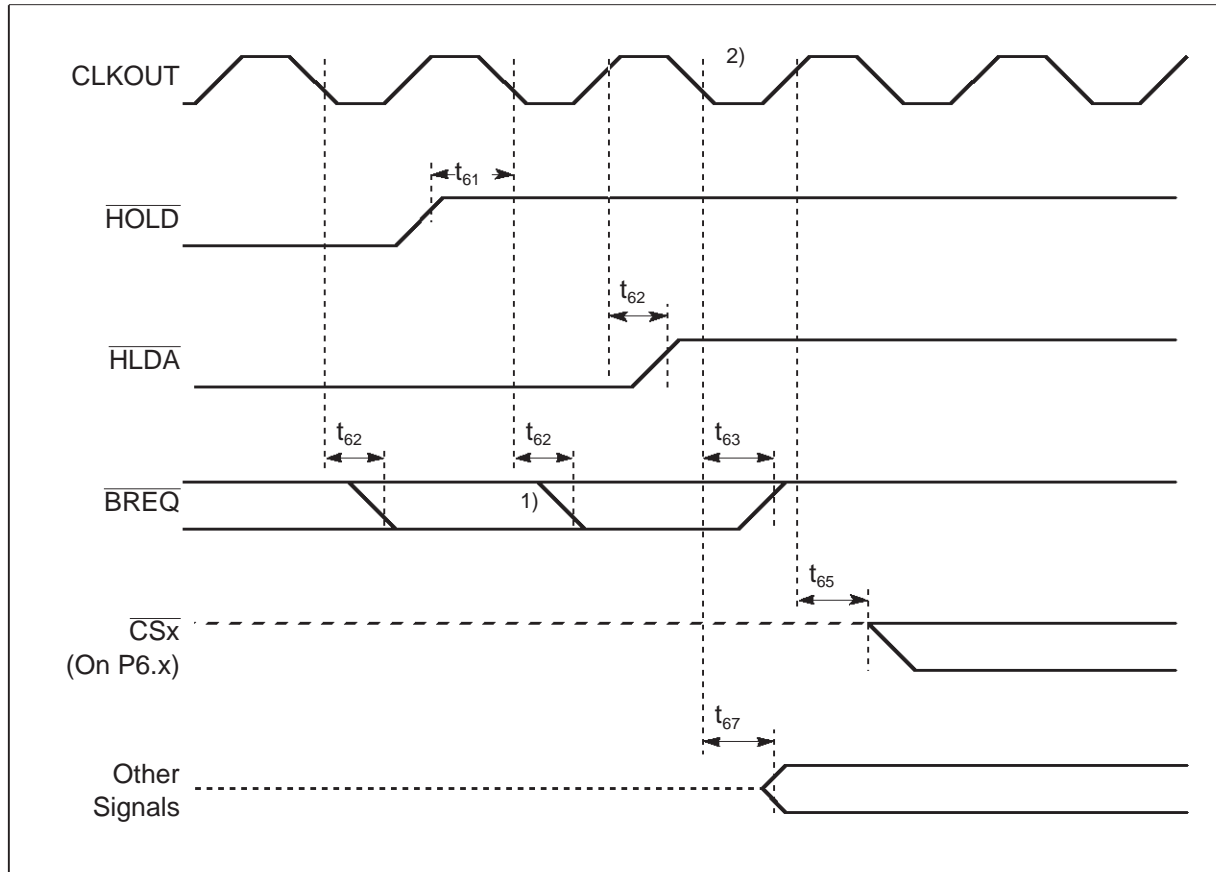 CLKOUT
2)
t61
HOLD
t62
HLDA
t62
t62
t63
BREQ
1)
t65
CSx
(On P6.x)
t67
Other
Signals